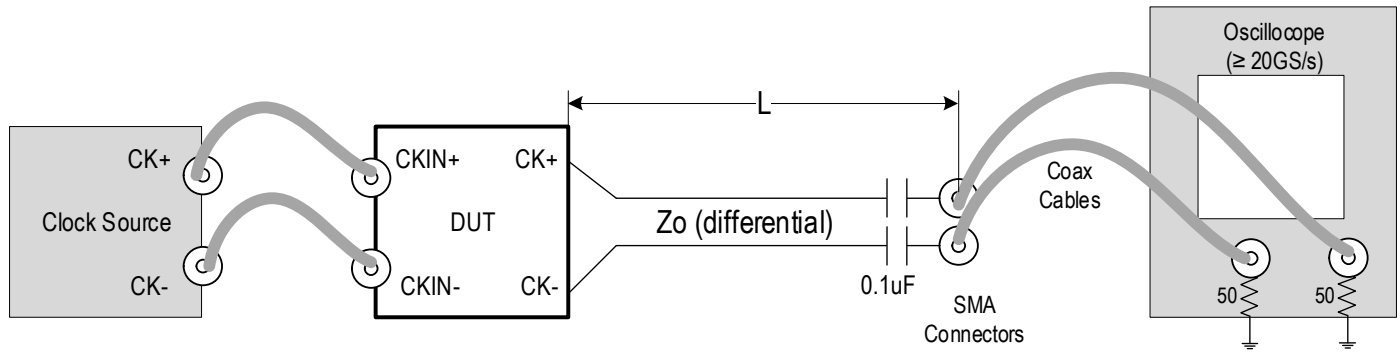 Oscillocope
(≥ 20GS/s)
L
CK+
CKIN+
CK+
Clock Source
DUT
Zo (differential)
Coax
Cables
CK-
CKIN-
CK-
0.1uF
SMA
Connectors
50
50